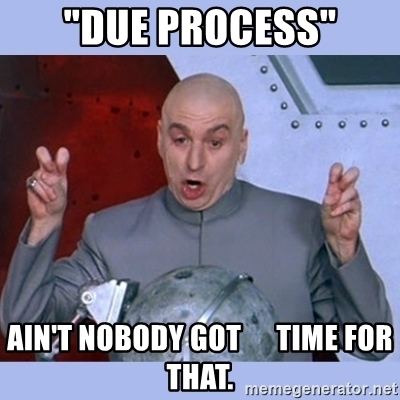 "DUE PROCESS"
AIN'T NOBODY GOT TIME FOR
THAT.
memegenerator.net